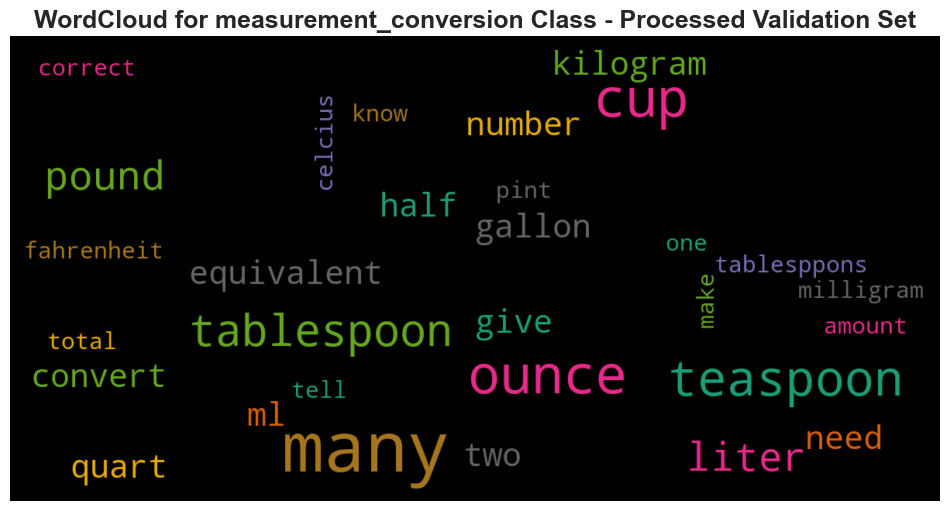 WordCloud for measurement_conversion Class - Processed Validation Set
correct
kilogram
cup
celcius
know
number
pound
half
pint
gallon
one
tablesppons
fahrenheit
equivalent
milligram
make
tablespoon
give
amount
total
convert
tell
ounce
teaspoon
ml
many
two
liter
need
quart